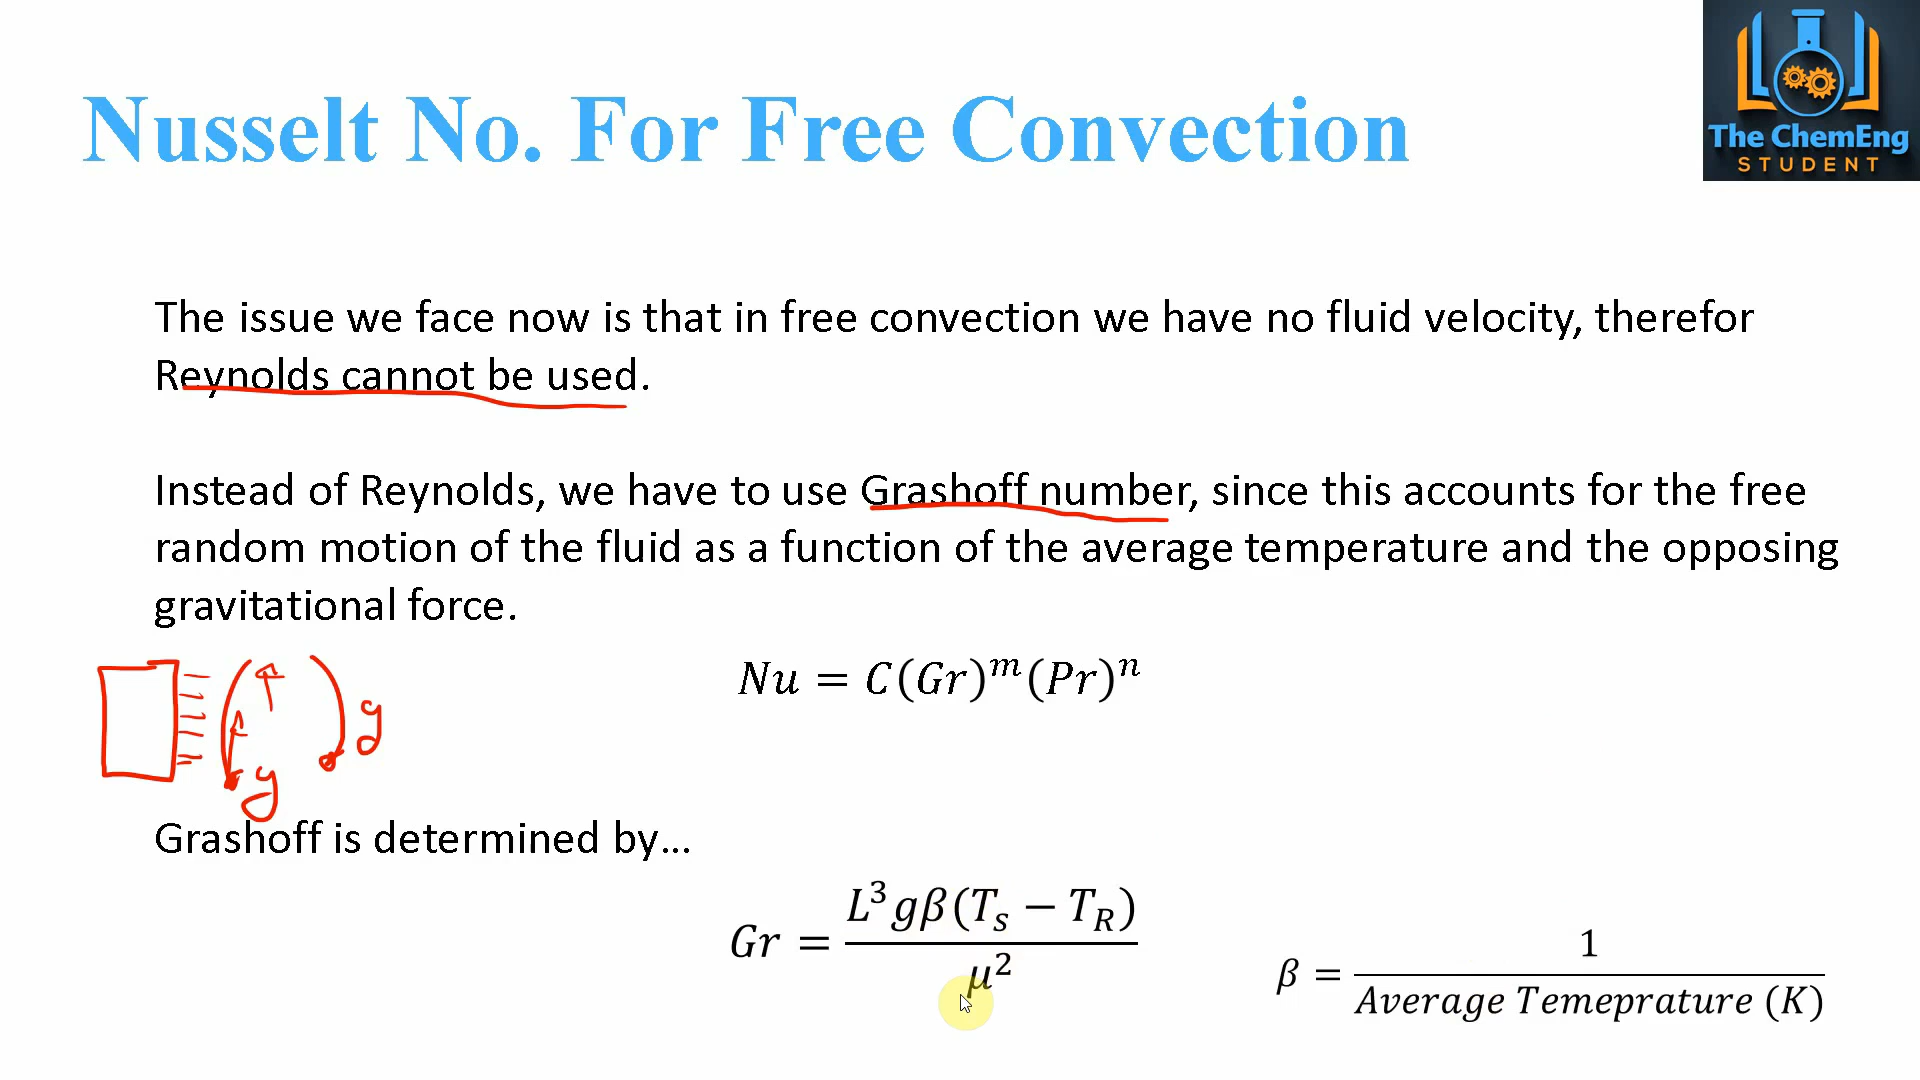 Nusselt No. For Free Convection
The ChemEng
STUDENT
The issue we face now is that in free convection we have no fluid velocity, therefor
Reynolds cannot be used.
Instead of Reynolds, we have to use Grashoff number, since this accounts for the free
random motion of the fluid as a function of the average temperature and the opposing
gravitational force.
Nu = C(Gr)^m(Pr)^n
g
g
Grashoff is determined by...
Gr = L^3gβ(T_s − T_R) / μ^2
β = 1 / Average Temeprature (K)